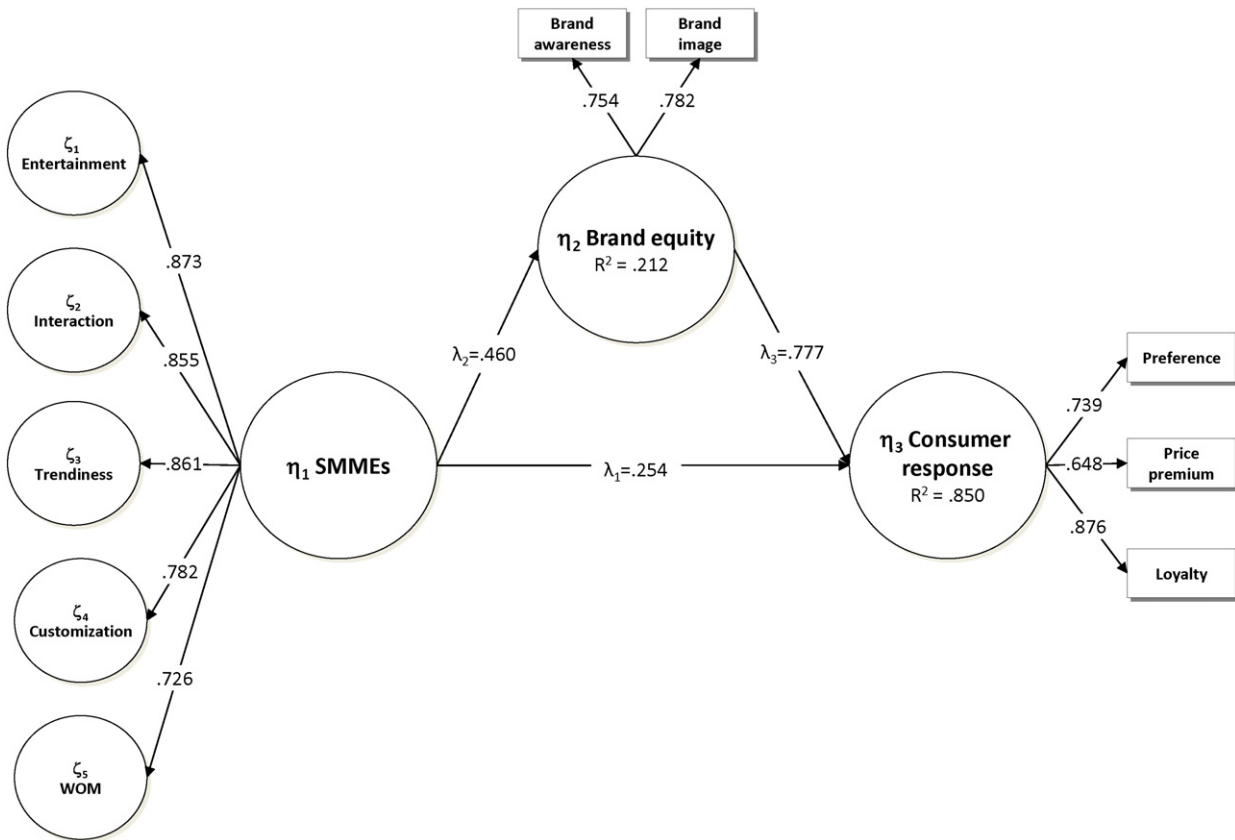 Brand
awareness
Brand
image
.754
.782
ζ1
Entertainment
η2 Brand equity
R² = .212
.873
ζ2
Interaction
.855
λ2=.460
λ3=.777
Preference
.739
ζ3
Trendiness
.861
η1 SMMEs
λ1=.254
η3 Consumer
response
R² = .850
.648
Price
premium
.876
Loyalty
.782
ζ4
Customization
.726
ζ5
WOM